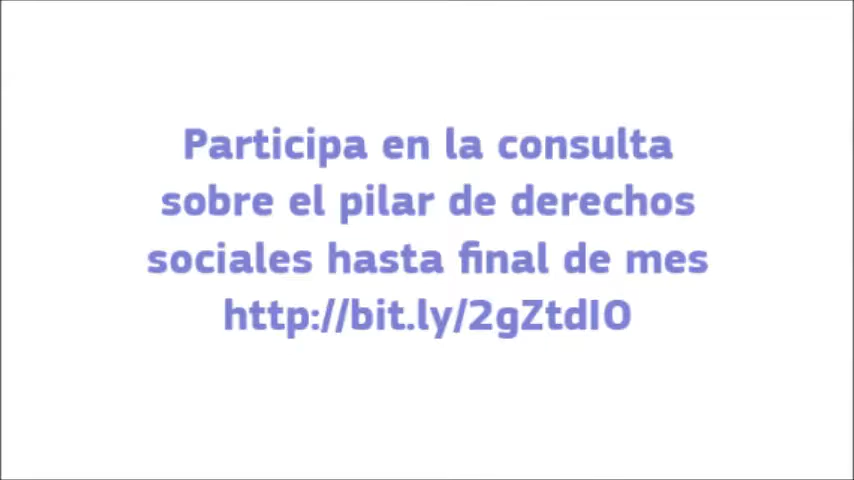 Participa en la consulta
sobre el pilar de derechos
sociales hasta final de mes
http://bit.ly/2gZtdIO